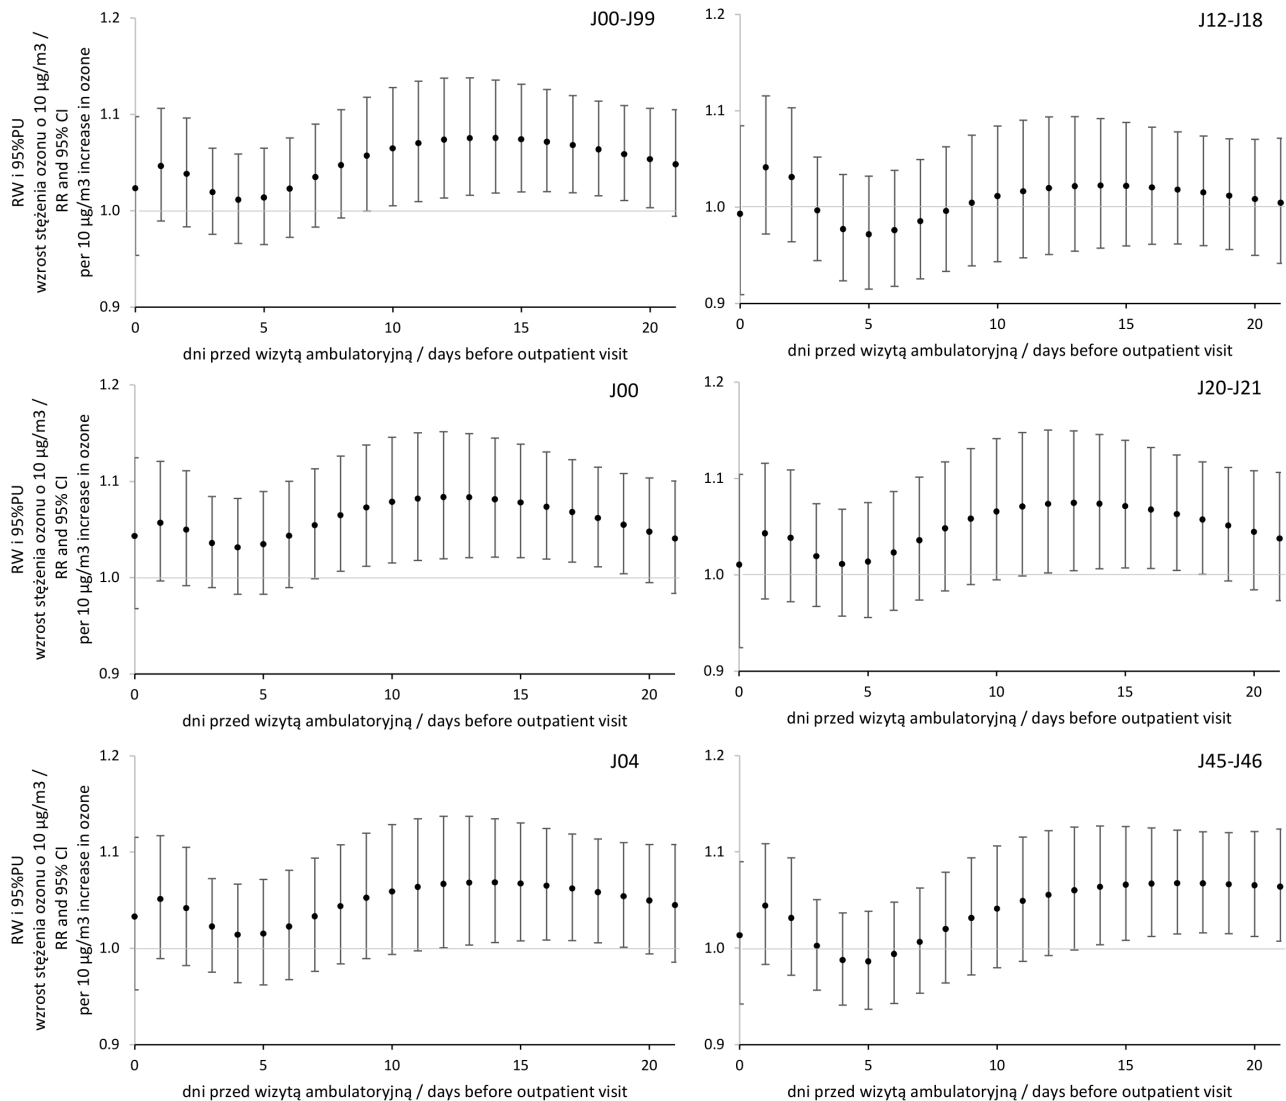 J00-J99
RW i 95%PU
wzrost stężenia ozonu o 10 µg/m3 /
RR and 95% CI
per 10 µg/m3 increase in ozone
1.2
1.1
1.0
0.9
0 5 10 15 20
dni przed wizytą ambulatoryjną / days before outpatient visit
J12-J18
1.2
1.1
1.0
0.9
0 5 10 15 20
dni przed wizytą ambulatoryjną / days before outpatient visit
J00
RW i 95%PU
wzrost stężenia ozonu o 10 µg/m3 /
RR and 95% CI
per 10 µg/m3 increase in ozone
1.2
1.1
1.0
0.9
0 5 10 15 20
dni przed wizytą ambulatoryjną / days before outpatient visit
J20-J21
1.2
1.1
1.0
0.9
0 5 10 15 20
dni przed wizytą ambulatoryjną / days before outpatient visit
J04
RW i 95%PU
wzrost stężenia ozonu o 10 µg/m3 /
RR and 95% CI
per 10 µg/m3 increase in ozone
1.2
1.1
1.0
0.9
0 5 10 15 20
dni przed wizytą ambulatoryjną / days before outpatient visit
J45-J46
1.2
1.1
1.0
0.9
0 5 10 15 20
dni przed wizytą ambulatoryjną / days before outpatient visit